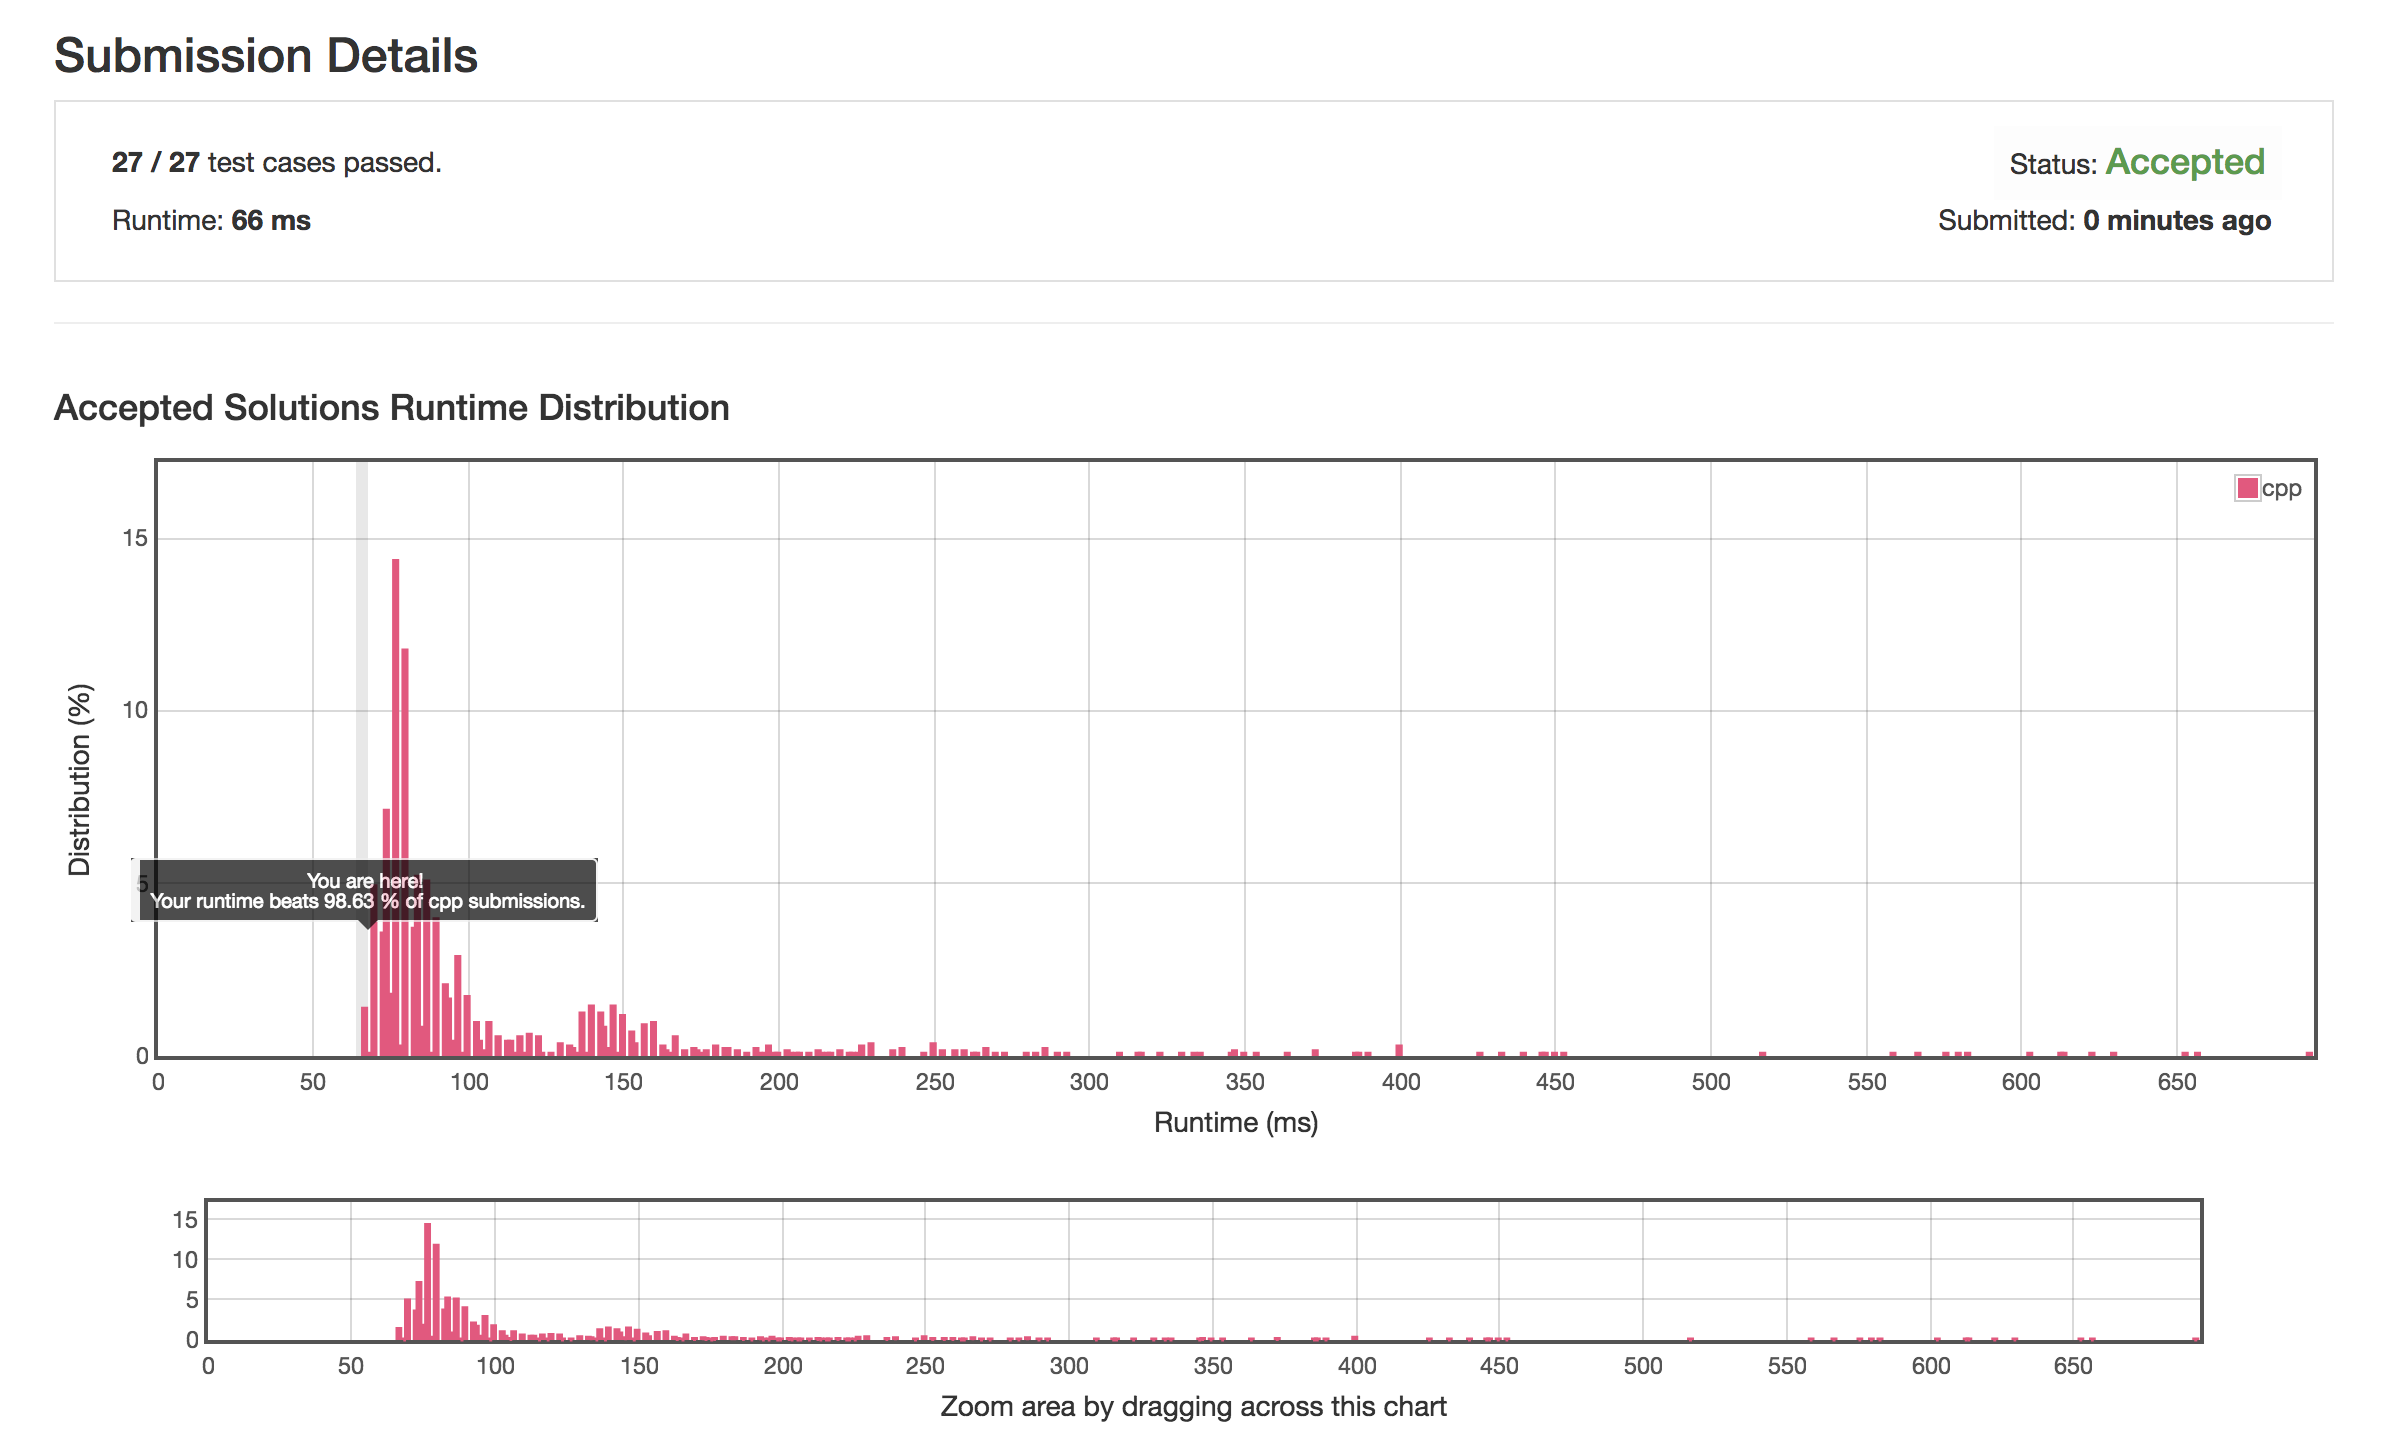 Submission Details
27 / 27 test cases passed.
Status: Accepted
Runtime: 66 ms
Submitted: 0 minutes ago
Accepted Solutions Runtime Distribution
cpp
15
10
5
0
Distribution (%)
You are here!
Your runtime beats 98.63 % of cpp submissions.
0 50 100 150 200 250 300 350 400 450 500 550 600 650
Runtime (ms)
15
10
5
0
0 50 100 150 200 250 300 350 400 450 500 550 600 650
Zoom area by dragging across this chart